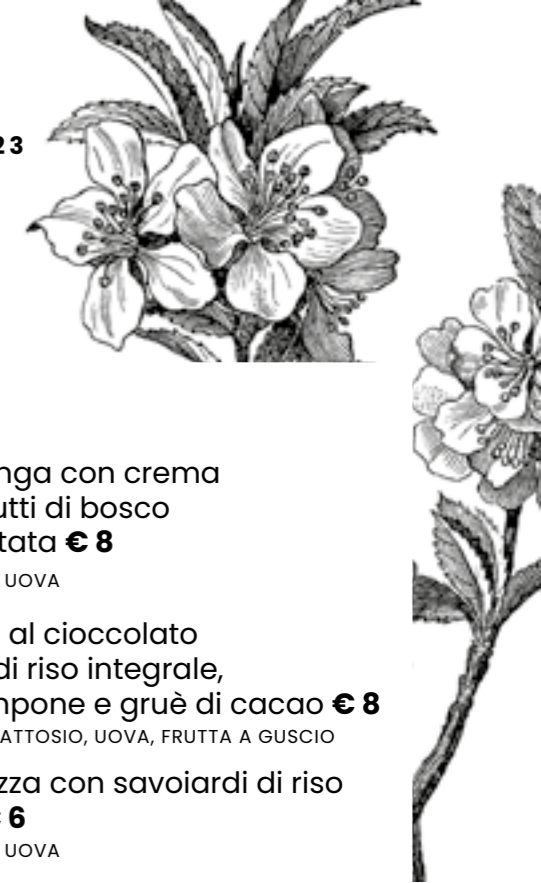 23
nga con crema
utti di bosco
tata € 8
UOVA
al cioccolato
di riso integrale,
npone e gruè di cacao € 8
ATTOSIO, UOVA, FRUTTA A GUSCIO
zza con savoiardi di riso
€ 6
UOVA